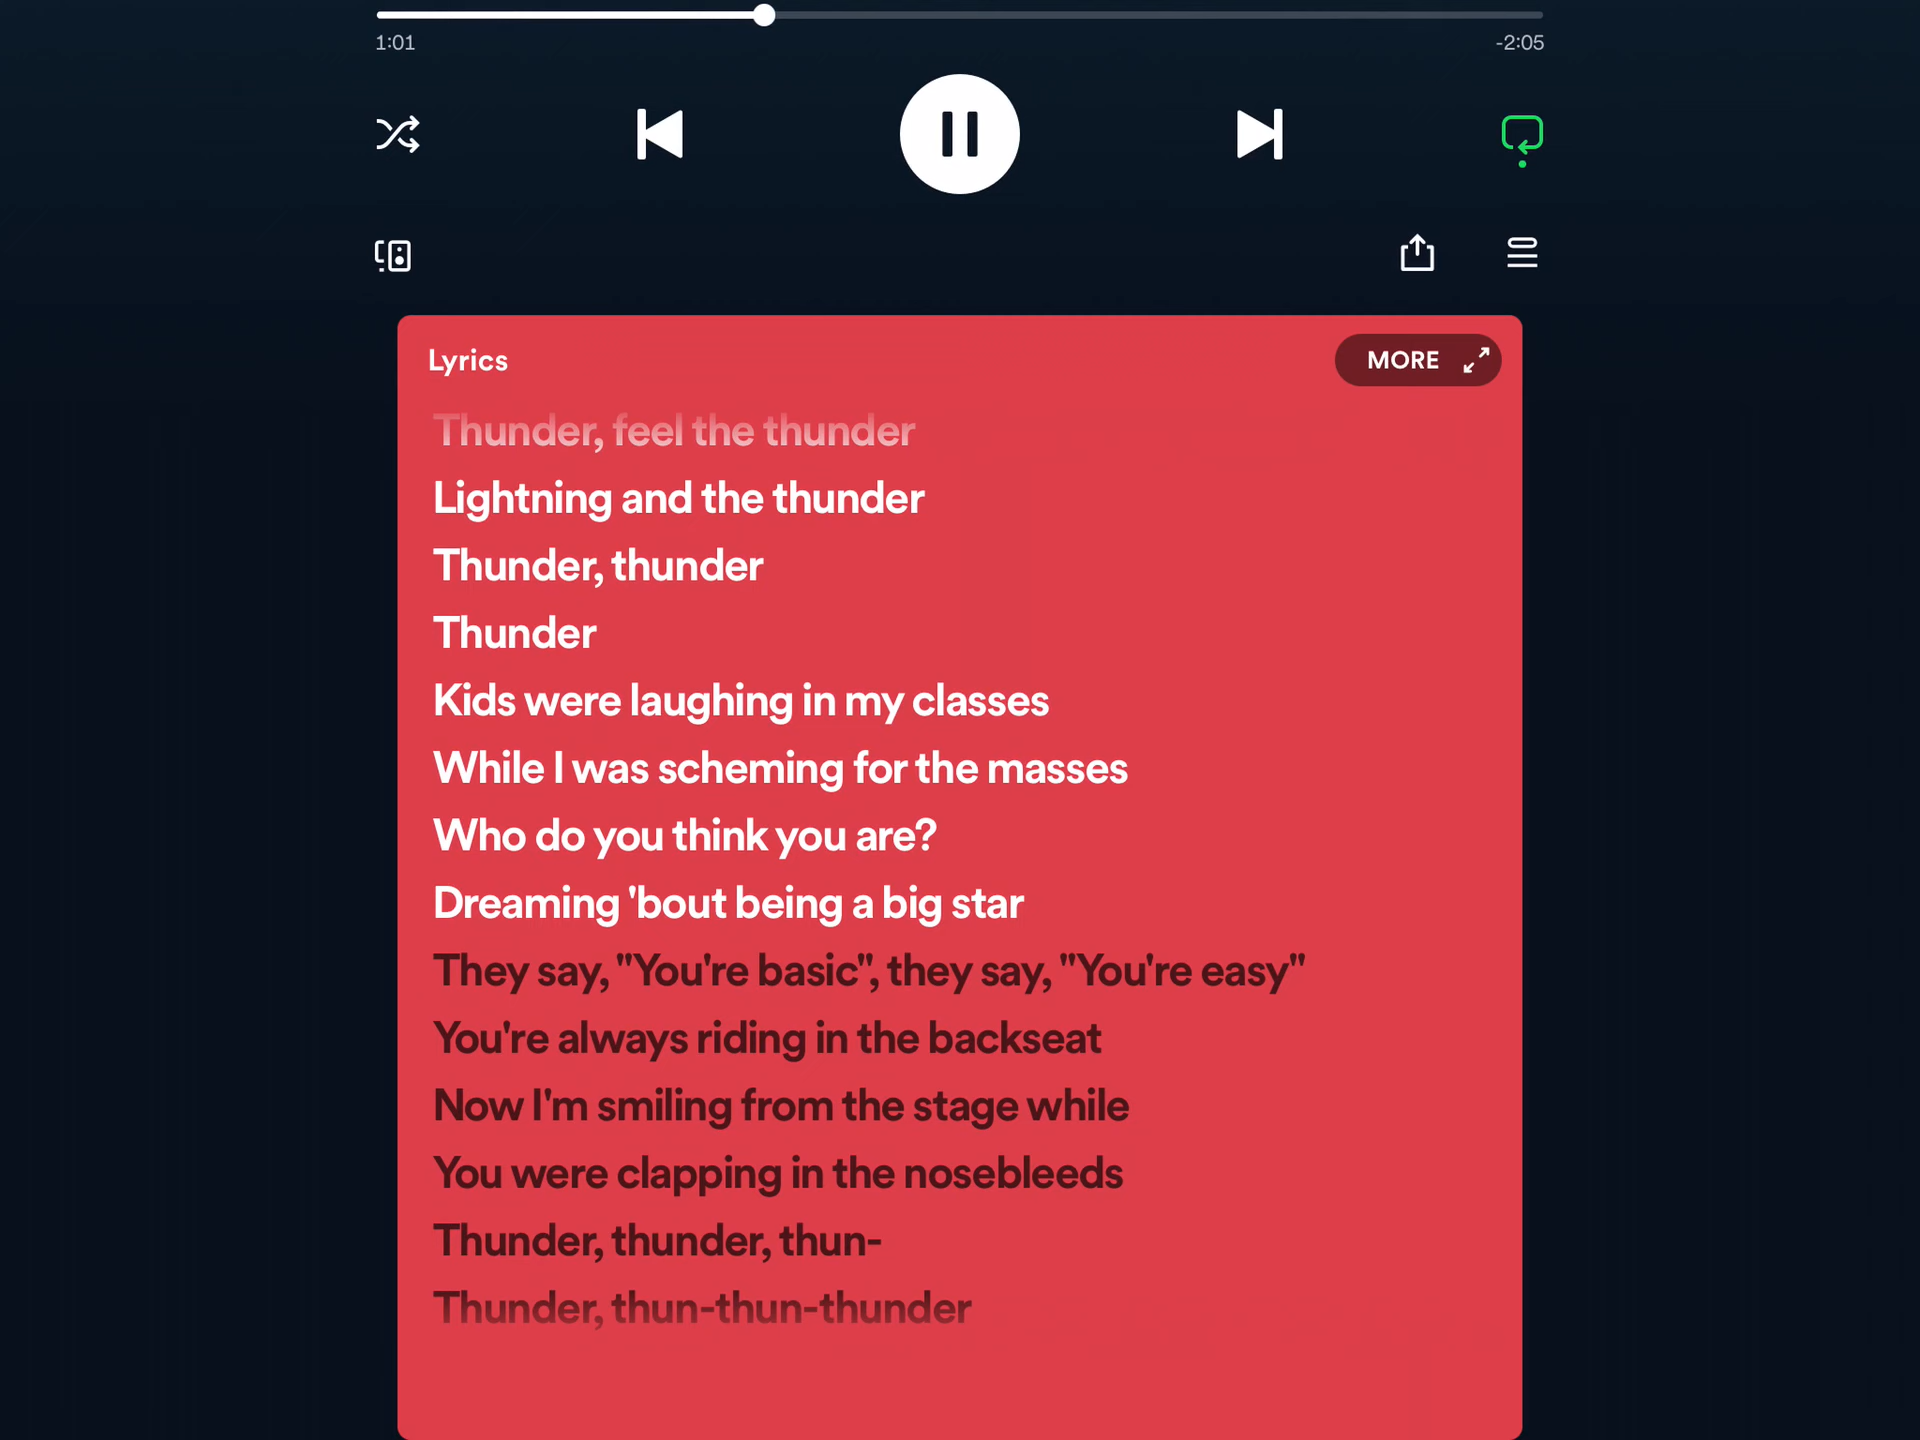 1:01
-2:05
Lyrics
MORE
Thunder, feel the thunder
Lightning and the thunder
Thunder, thunder
Thunder
Kids were laughing in my classes
While I was scheming for the masses
Who do you think you are?
Dreaming 'bout being a big star
They say, "You're basic", they say, "You're easy"
You're always riding in the backseat
Now I'm smiling from the stage while
You were clapping in the nosebleeds
Thunder, thunder, thun-
Thunder, thun-thun-thunder